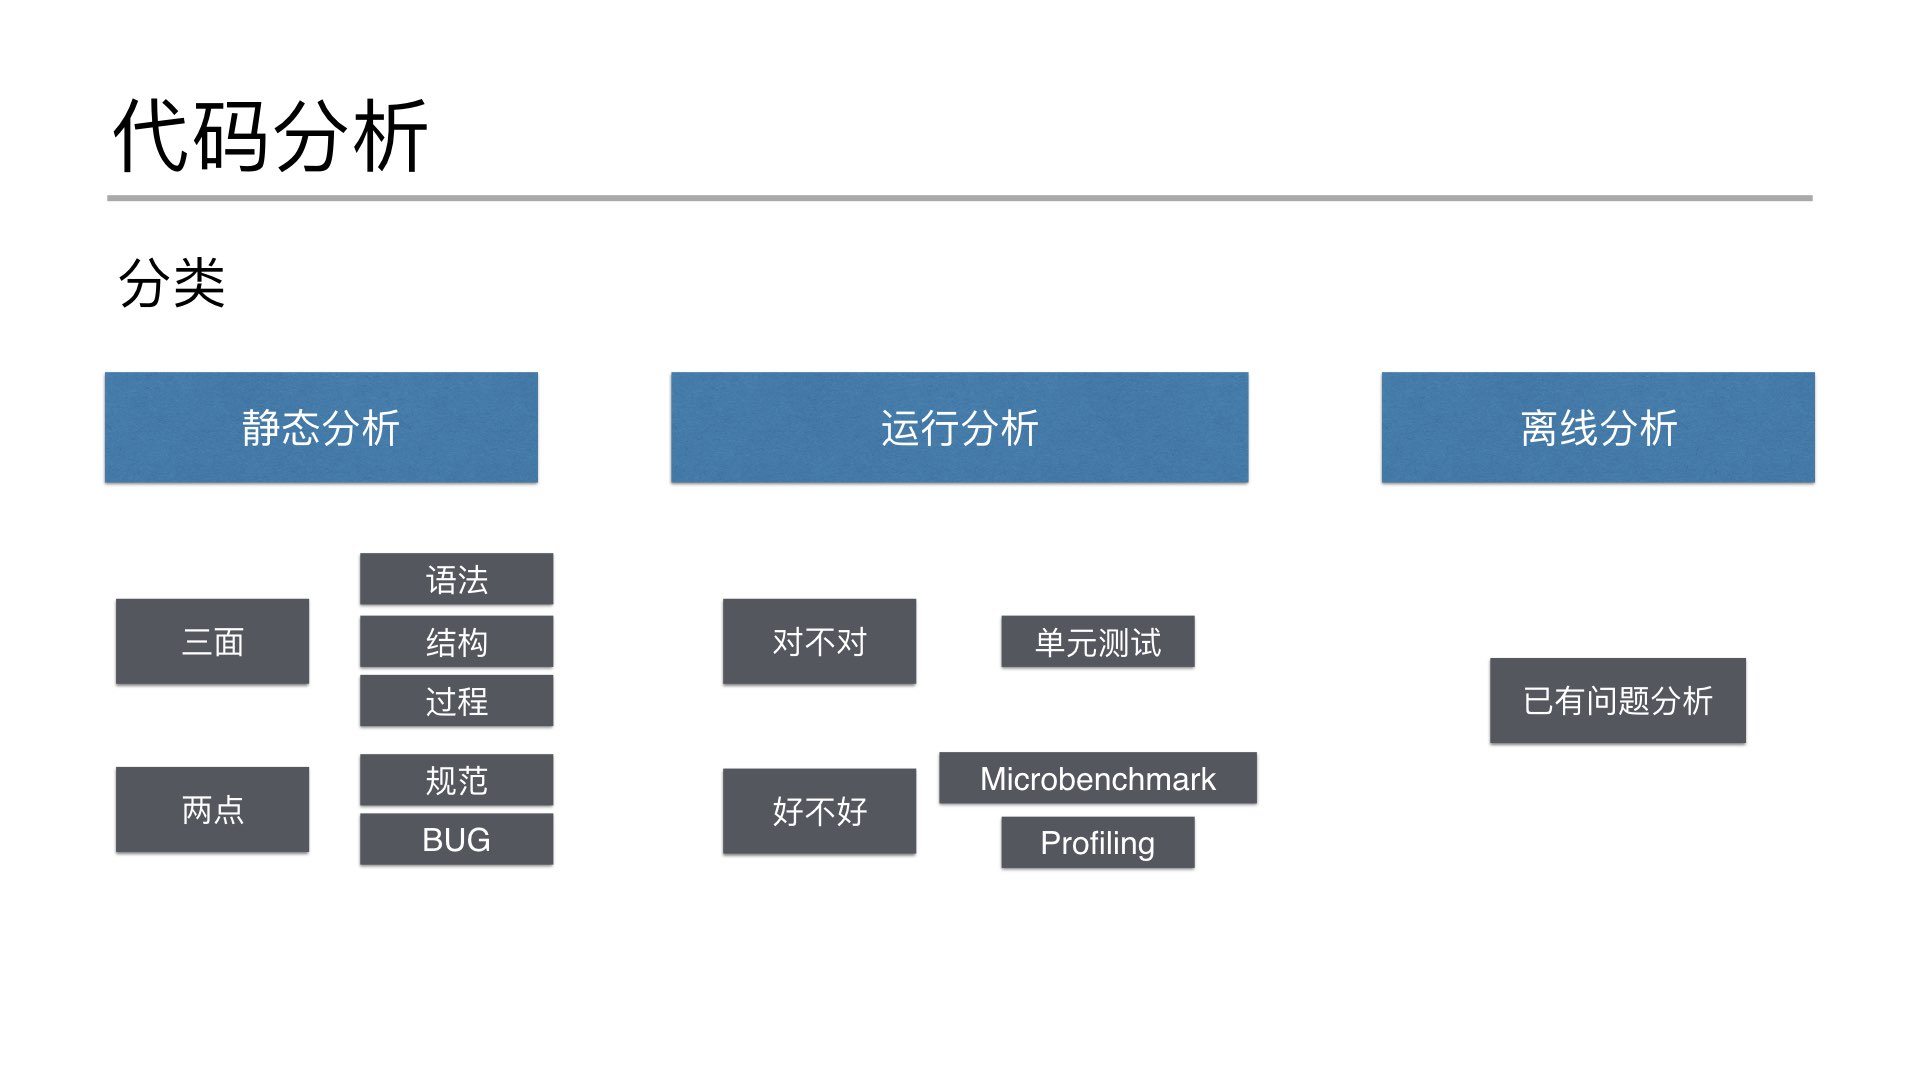 代码分析
分类
静态分析
运行分析
离线分析
三面
语法
结构
过程
两点
规范
BUG
对不对
单元测试
好不好
Microbenchmark
Profiling
已有问题分析